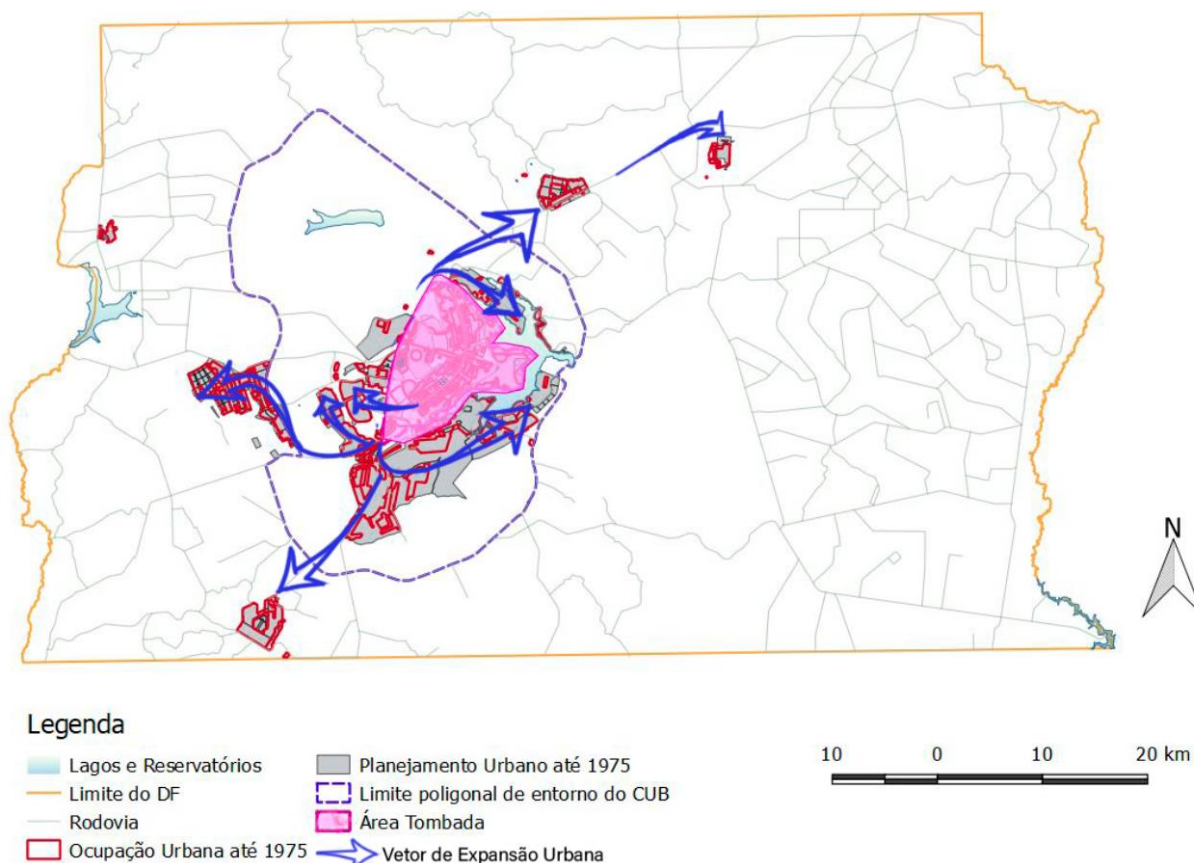 N
Legenda
Lagos e Reservatórios
Limite do DF
Rodovia
Ocupação Urbana até 1975
Planejamento Urbano até 1975
Limite poligonal de entorno do CUB
Área Tombada
Vetor de Expansão Urbana
10 0 10 20 km